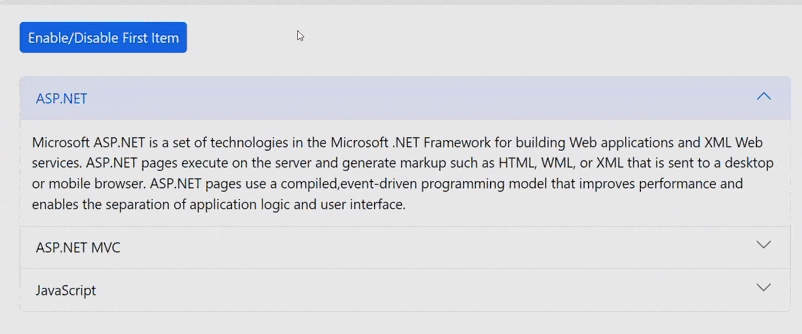 Enable/Disable First Item
ASP.NET
Microsoft ASP.NET is a set of technologies in the Microsoft .NET Framework for building Web applications and XML Web
services. ASP.NET pages execute on the server and generate markup such as HTML, WML, or XML that is sent to a desktop
or mobile browser. ASP.NET pages use a compiled,event-driven programming model that improves performance and
enables the separation of application logic and user interface.
ASP.NET MVC
JavaScript